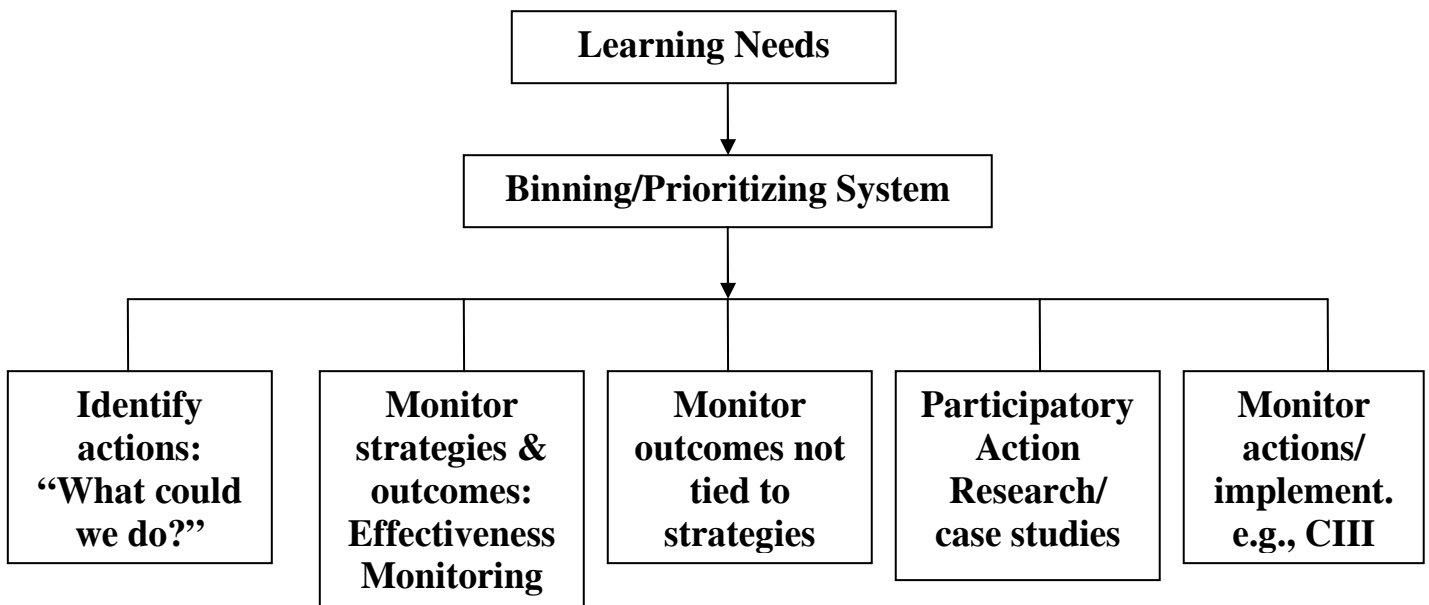 Learning Needs
Binning/Prioritizing System
Identify
actions:
“What could
we do?”
Monitor
strategies &
outcomes:
Effectiveness
Monitoring
Monitor
outcomes not
tied to
strategies
Participatory
Action
Research/
case studies
Monitor
actions/
implement.
e.g., CIII